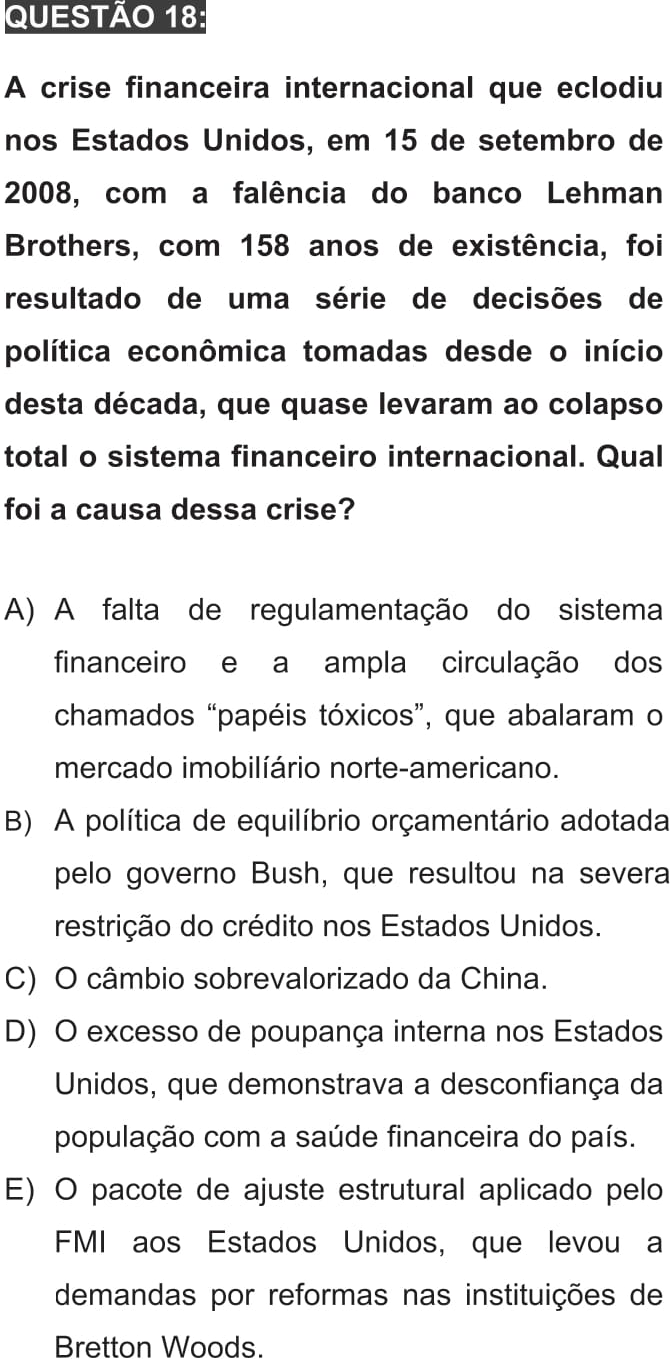 QUESTÃO 18:
A crise financeira internacional que eclodiu
nos Estados Unidos, em 15 de setembro de
2008, com a falência do banco Lehman
Brothers, com 158 anos de existência, foi
resultado de uma série de decisões de
política econômica tomadas desde o início
desta década, que quase levaram ao colapso
total o sistema financeiro internacional. Qual
foi a causa dessa crise?
A) A falta de regulamentação do sistema
financeiro e a ampla circulação dos
chamados “papéis tóxicos”, que abalaram o
mercado imobilíário norte-americano.
B) A política de equilíbrio orçamentário adotada
pelo governo Bush, que resultou na severa
restrição do crédito nos Estados Unidos.
C) O câmbio sobrevalorizado da China.
D) O excesso de poupança interna nos Estados
Unidos, que demonstrava a desconfiança da
população com a saúde financeira do país.
E) O pacote de ajuste estrutural aplicado pelo
FMI aos Estados Unidos, que levou a
demandas por reformas nas instituições de
Bretton Woods.